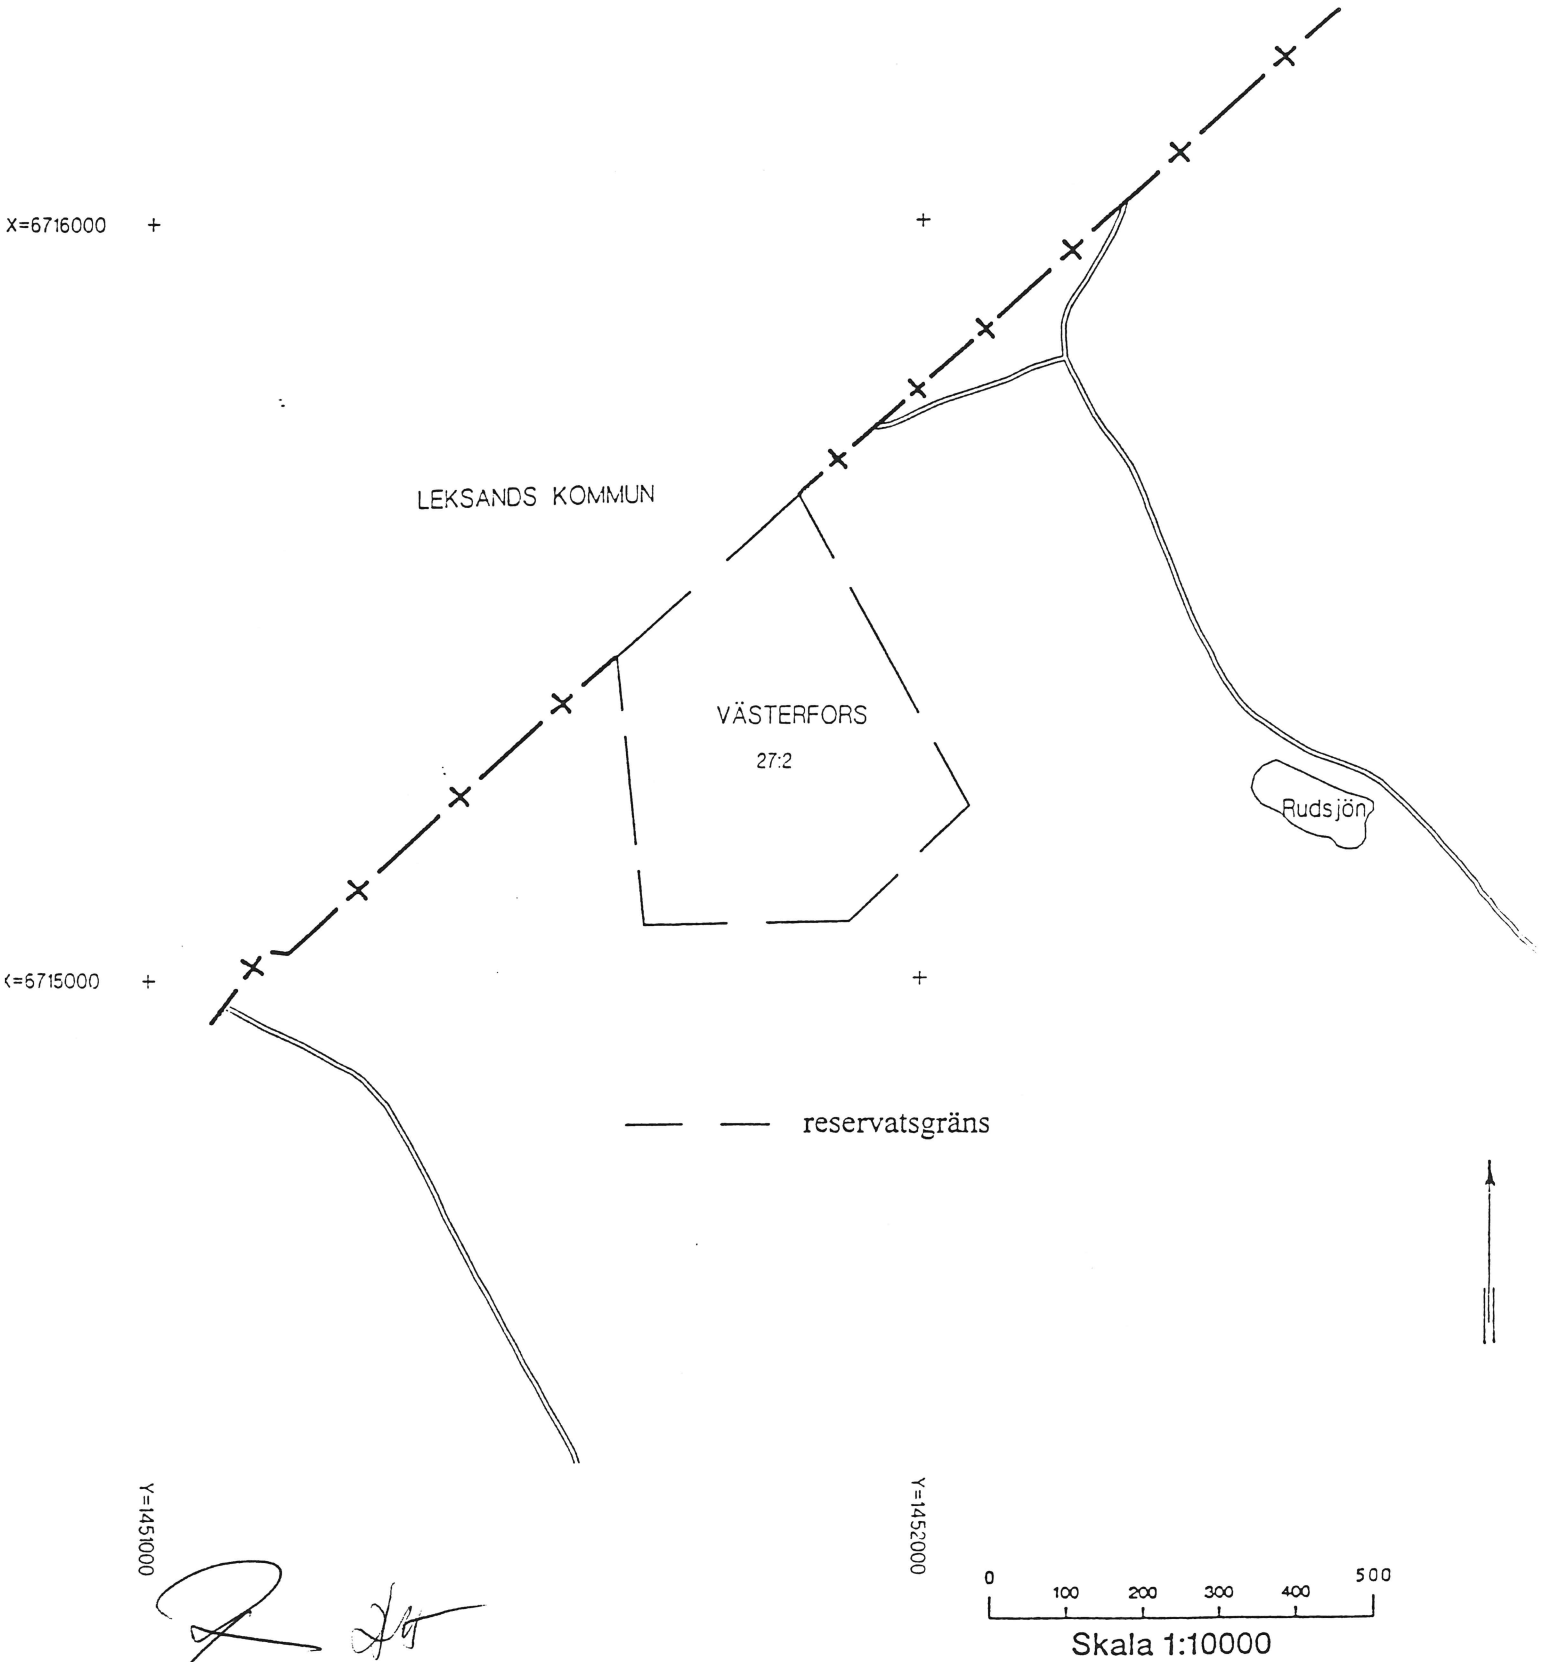 X=6716000
LEKSANDS KOMMUN
VÄSTERFORS
27:2
Rudsjön
=6715000
reservatsgräns
Y=1451000
Y=1452000
0 100 200 300 400 500
Skala 1:10000